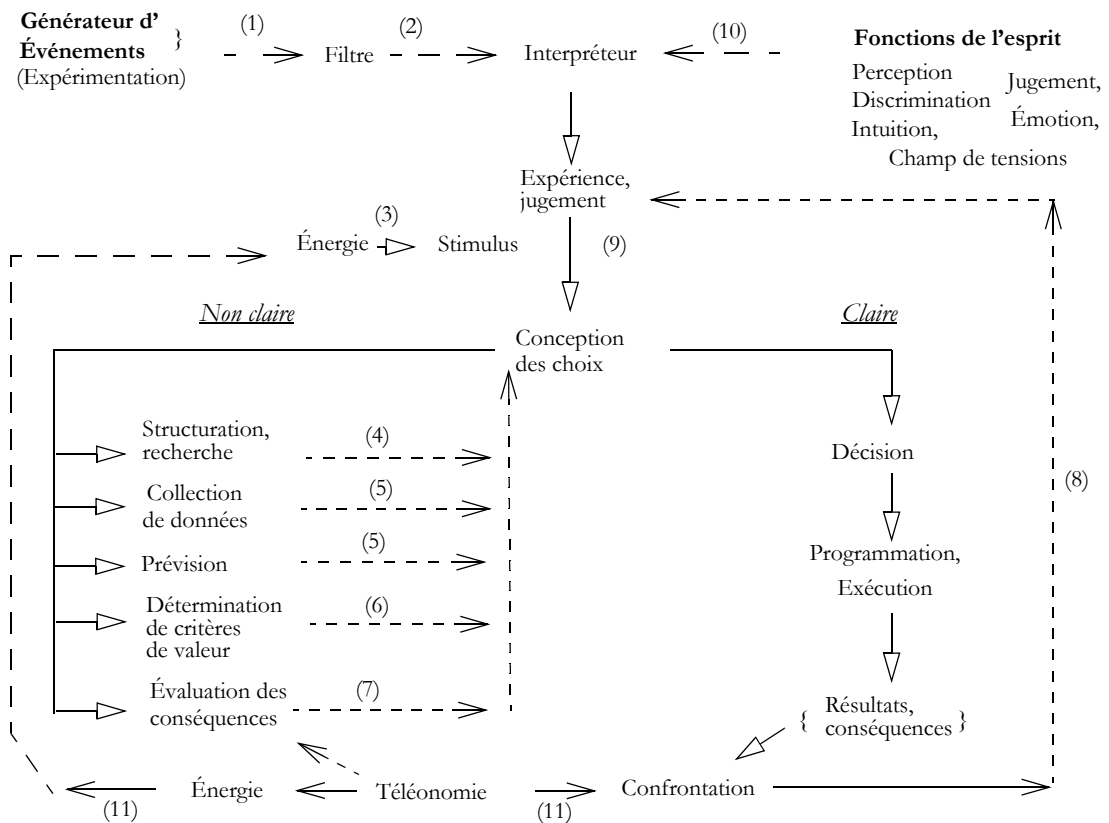 Générateur d'
Événements }
(Expérimentation)
(1)
Filtre
(2)
Interpréteur
(10)
Fonctions de l'esprit
Perception
Discrimination
Intuition,
Jugement,
Émotion,
Champ de tensions
Expérience,
jugement
(3)
Énergie
Stimulus
(9)
Non claire
Claire
Conception
des choix
Structuration,
recherche
(4)
Collection
de données
(5)
Prévision
(5)
Détermination
de critères
de valeur
(6)
Évaluation des
conséquences
(7)
Décision
Programmation,
Exécution
(8)
{ Résultats,
conséquences }
(11)
Énergie
Téléonomie
(11)
Confrontation